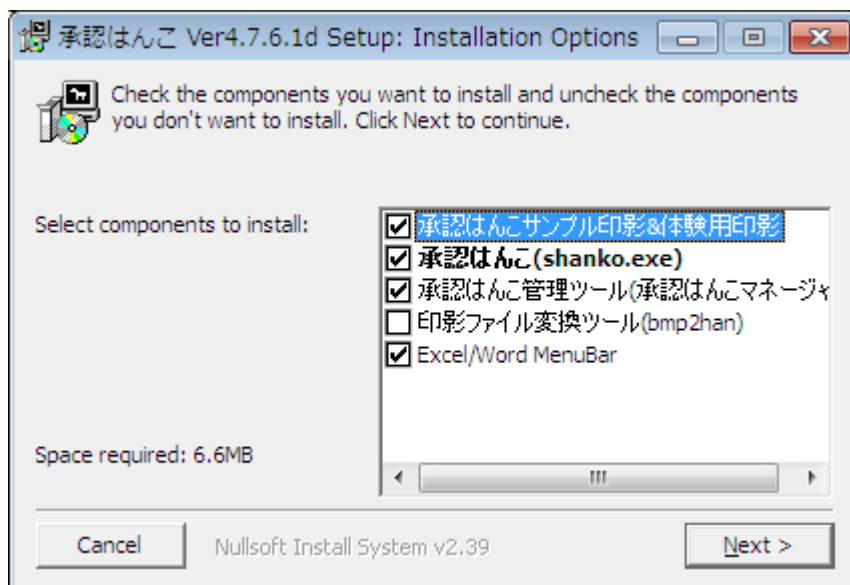 承認はんこ Ver4.7.6.1d Setup: Installation Options
Check the components you want to install and uncheck the components
you don't want to install. Click Next to continue.
Select components to install:
承認はんこサンプル印影&体験用印影
承認はんこ(shanko.exe)
承認はんこ管理ツール(承認はんこマネージャ
印影ファイル変換ツール(bmp2han)
Excel/Word MenuBar
Space required: 6.6MB
Cancel
Nullsoft Install System v2.39
Next >